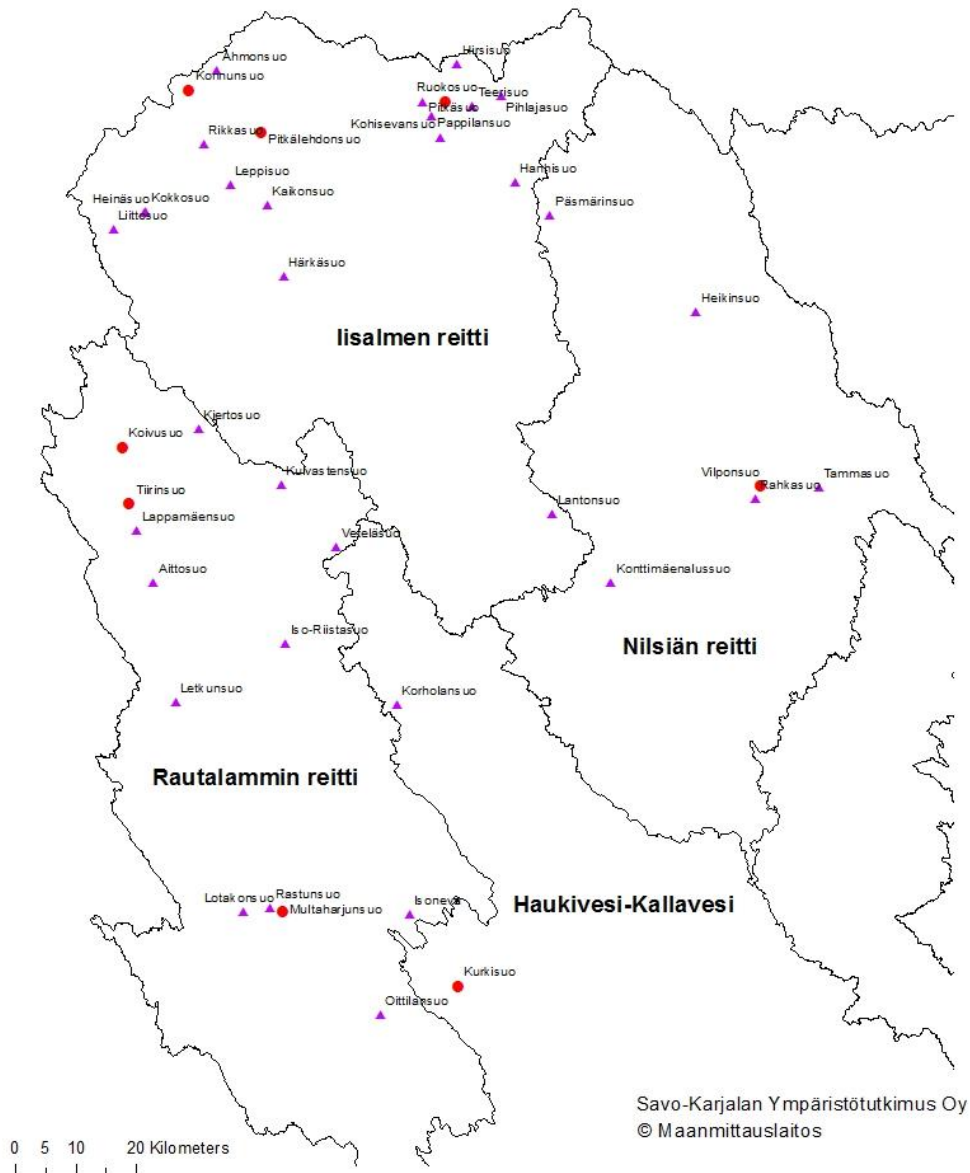 Hirsisuo
Ahmonsuo
Konnunsuo
Ruokosuo
Teerisuo
Pitkäsuo
Pihlajasuo
Kohisevansuo
Pappilansuo
Rikkasuo
Pitkälehdonsuo
Leppisuo
Hanhisuo
Kaikonsuo
Heinäsuo
Kokkosuo
Liittosuo
Päsmärinsuo
Härkäsuo
Heikinsuo
Iisalmen reitti
Kiertosuo
Koivusuo
Kuivastensuo
Vilponsuo
Tammasuo
Rahkasuo
Tiirinsuo
Lantonsuo
Lappamäensuo
Veteläsuo
Aittosuo
Konttimäenalussuo
Iso-Riistasuo
Nilsiän reitti
Letkunsuo
Korholansuo
Rautalammin reitti
Rastunsuo
Lotakonsuo
Isoneva
Haukivesi-Kallavesi
Multaharjunsuo
Kurkisuo
Oittilansuo
Savo-Karjalan Ympäristötutkimus Oy
© Maanmittauslaitos
0 5 10 20 Kilometers